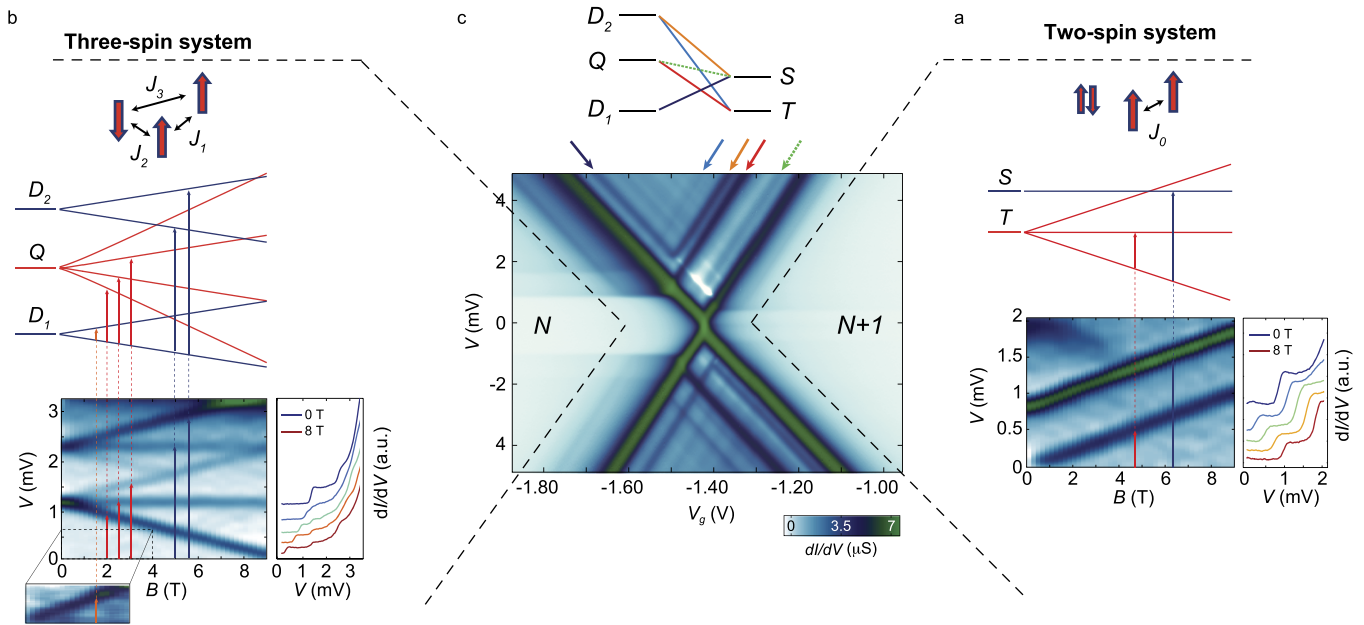 b
Three-spin system
J3
J2
J1
D2
Q
D1
V (mV)
3
2
1
0
0 2 4 6 8
B (T)
0 T
8 T
dI/dV (a.u.)
0 1 2 3
V (mV)
c
D2
Q
D1
S
T
V (mV)
4
2
0
-2
4
N
N+1
-1.80 -1.60 -1.40 -1.20 -1.00
Vg (V)
0 3.5 7
dI/dV (μS)
a
Two-spin system
J0
S
T
V (mV)
2
1.5
1
0.5
0
0 2 4 6 8
B (T)
0 T
8 T
dI/dV (a.u.)
0 1 2
V (mV)